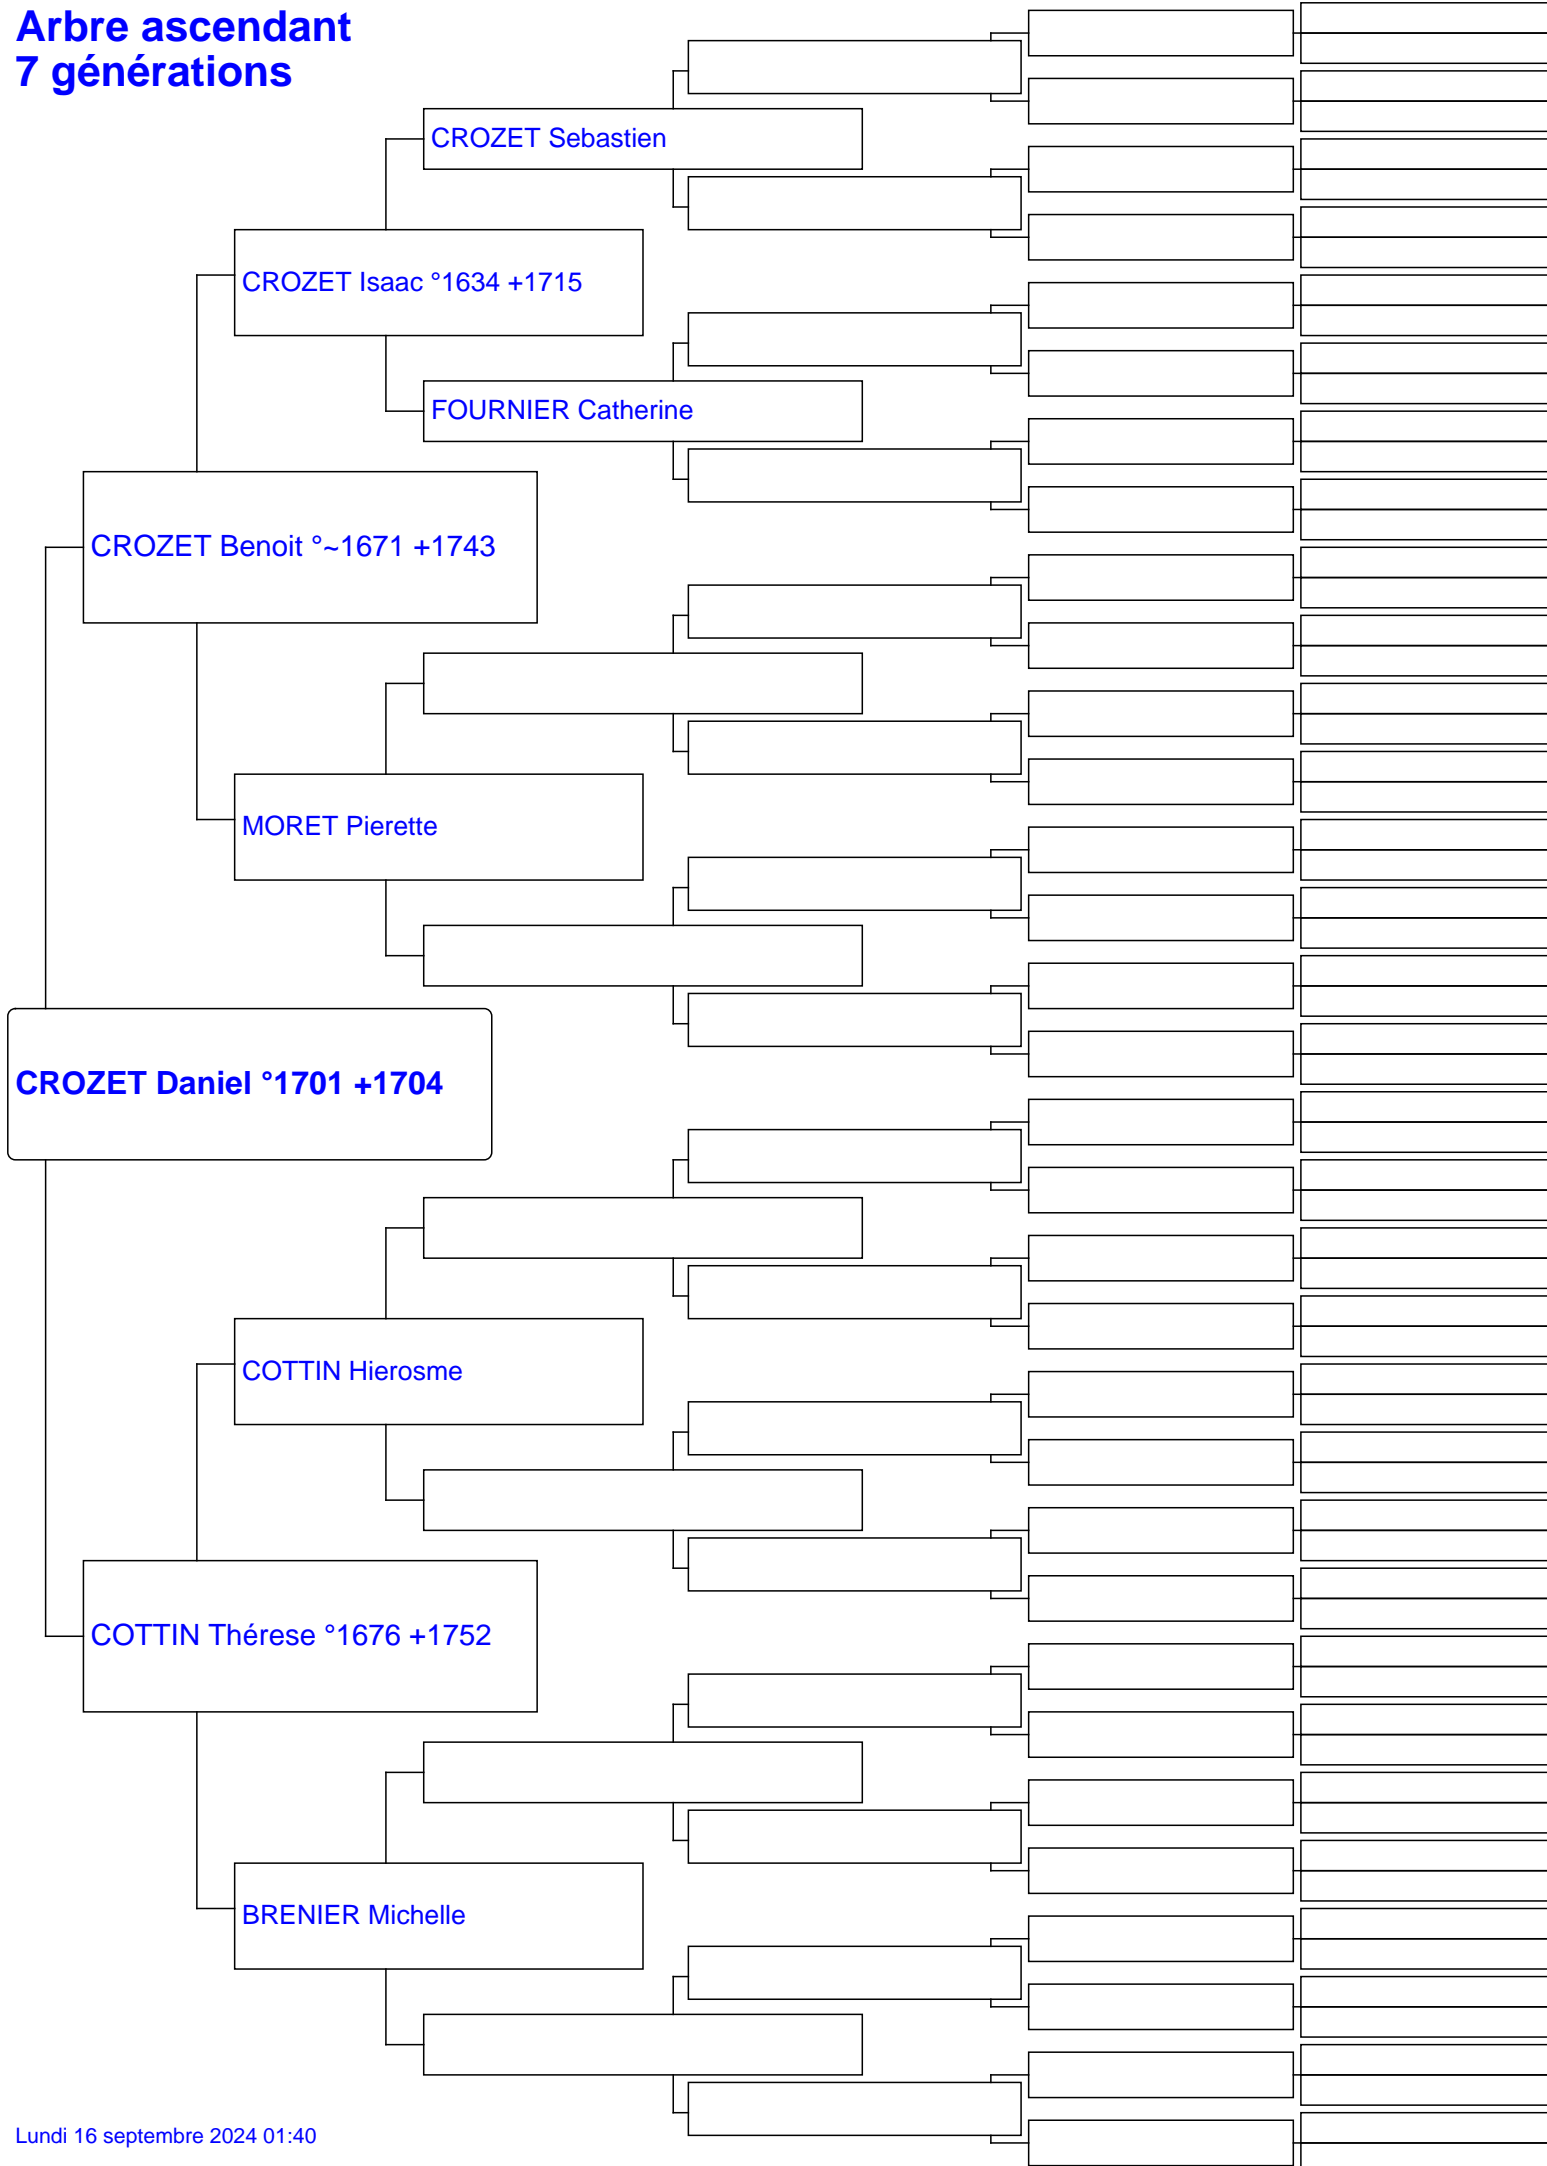 Arbre ascendant
7 générations
CROZET Sebastien
CROZET Isaac °1634 +1715
FOURNIER Catherine
CROZET Benoit °~1671 +1743
MORET Pierette
CROZET Daniel °1701 +1704
COTTIN Hierosme
COTTIN Thérese °1676 +1752
BRENIER Michelle
Lundi 16 septembre 2024 01:40